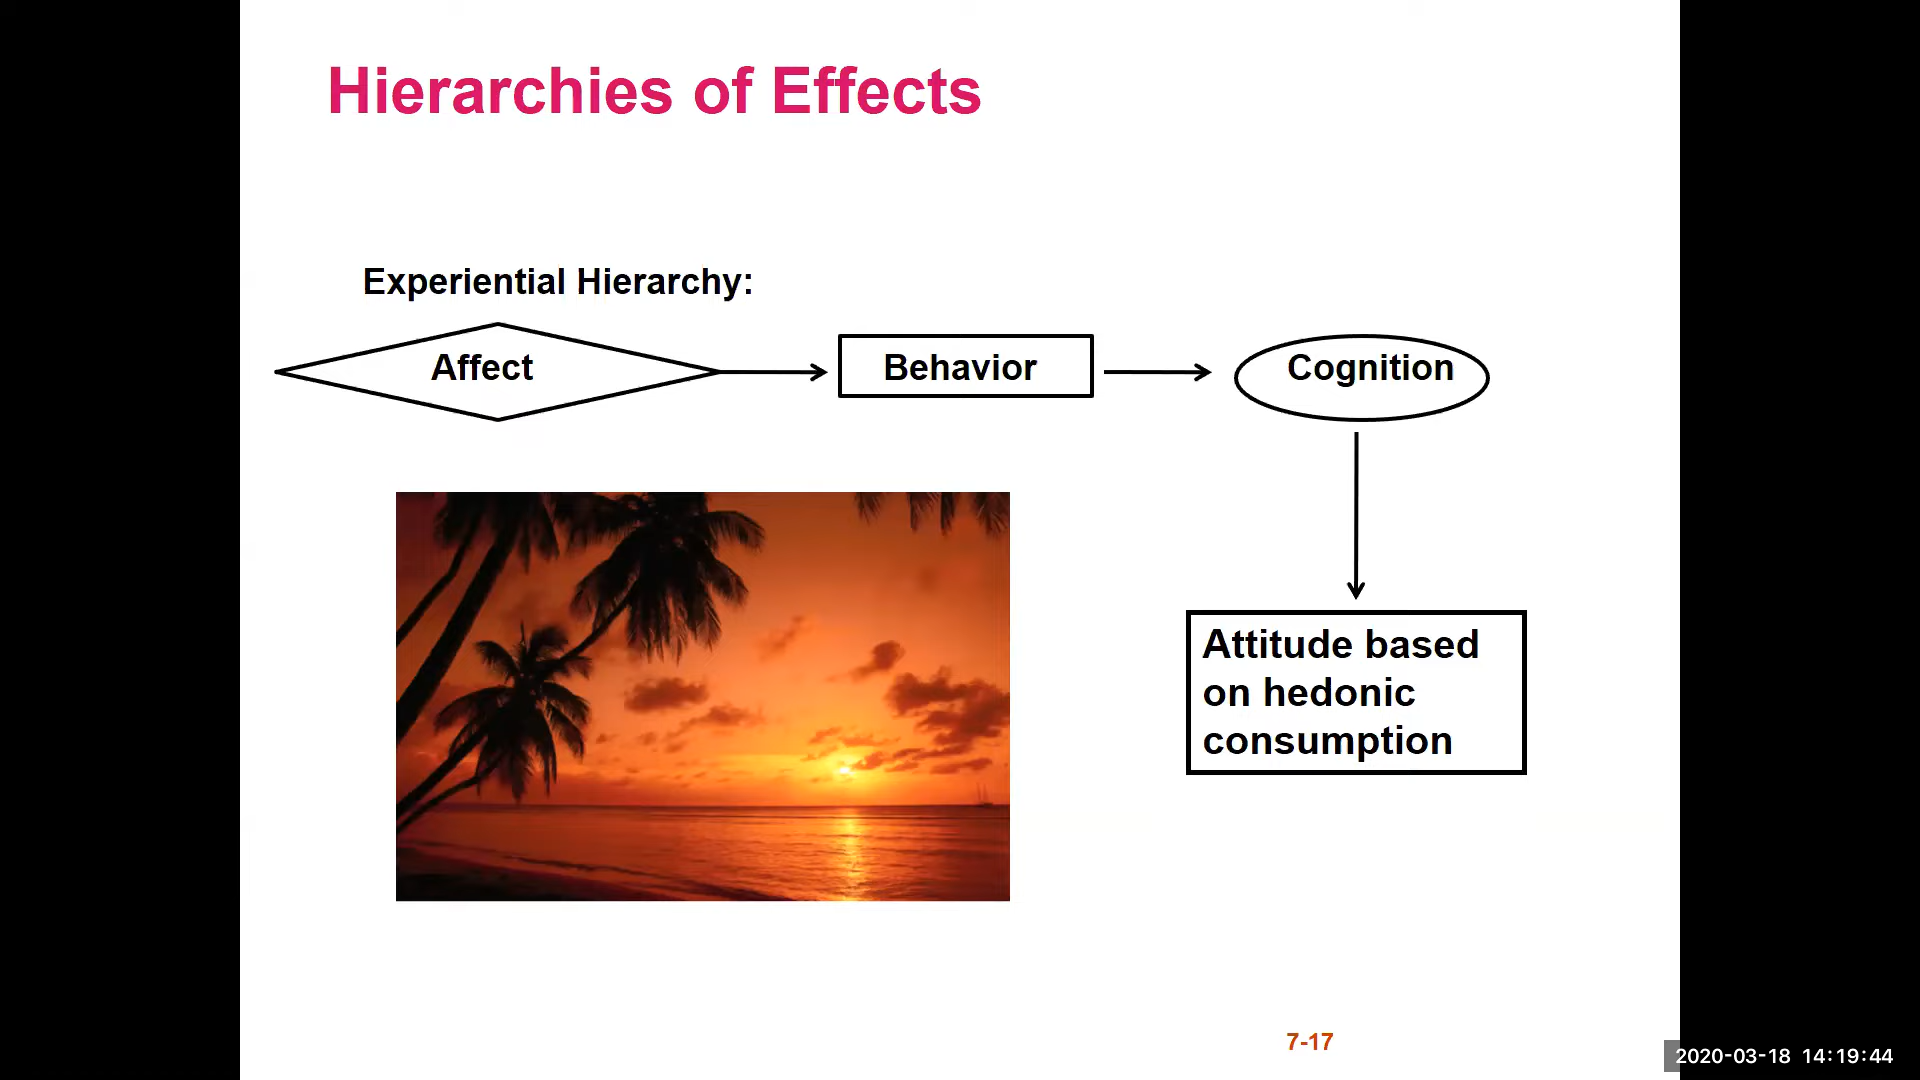 Hierarchies of Effects
Experiential Hierarchy:
Affect
Behavior
Cognition
Attitude based
on hedonic
consumption
7-17
2020-03-18 14:19:44